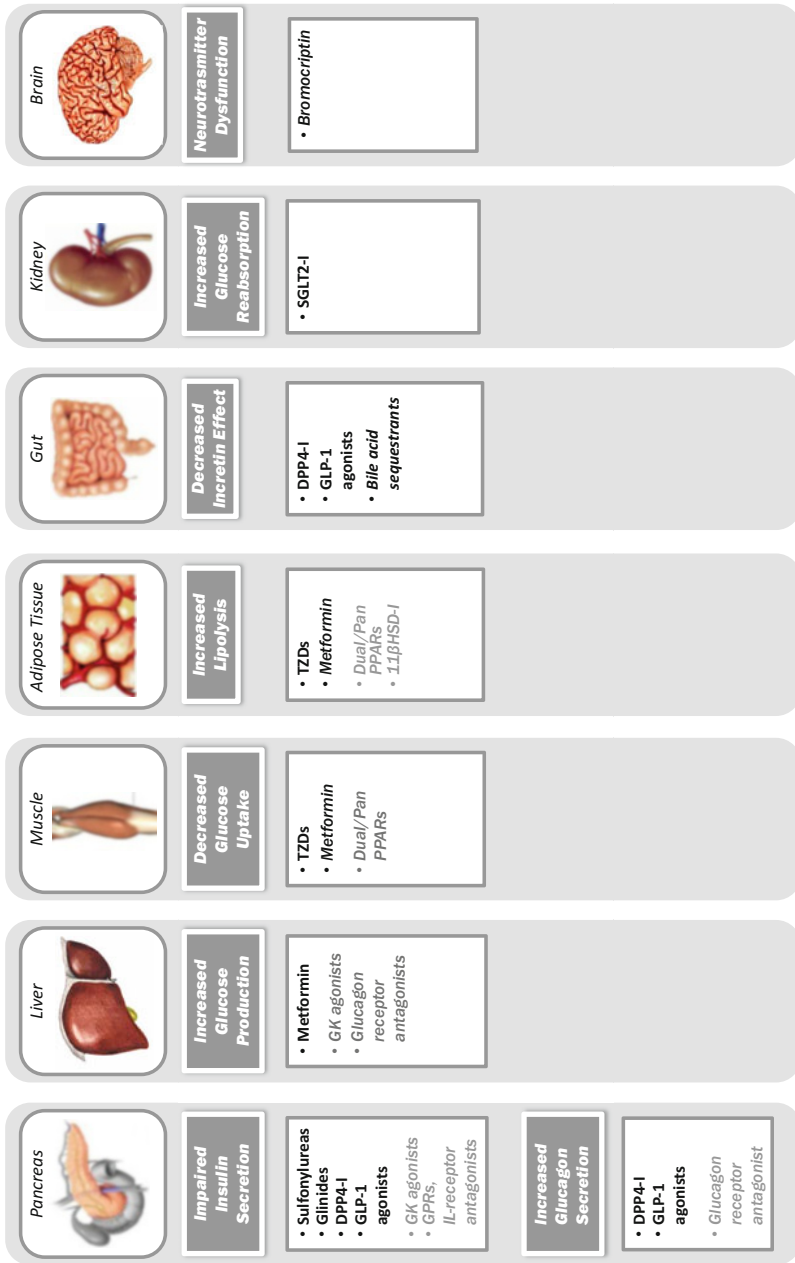 Pancreas
Impaired
Insulin
Secretion
• Sulfonylureas
• Glinides
• DPP4-I
• GLP-1
agonists
• GK agonists
• GPRs,
IL-receptor
antagonists
Increased
Glucagon
Secretion
• DPP4-I
• GLP-1
agonists
• Glucagon
receptor
antagonist
Liver
Increased
Glucose
Production
• Metformin
• GK agonists
• Glucagon
receptor
antagonists
Muscle
Decreased
Glucose
Uptake
• TZDs
• Metformin
• Dual/Pan
PPARs
Adipose Tissue
Increased
Lipolysis
• TZDs
• Metformin
• Dual/Pan
PPARs
• 11βHSD-I
Gut
Decreased
Incretin Effect
• DPP4-I
• GLP-1
agonists
• Bile acid
sequestrants
Kidney
Increased
Glucose
Reabsorption
• SGLT2-I
Brain
Neurotrasmitter
Dysfunction
• Bromocriptin